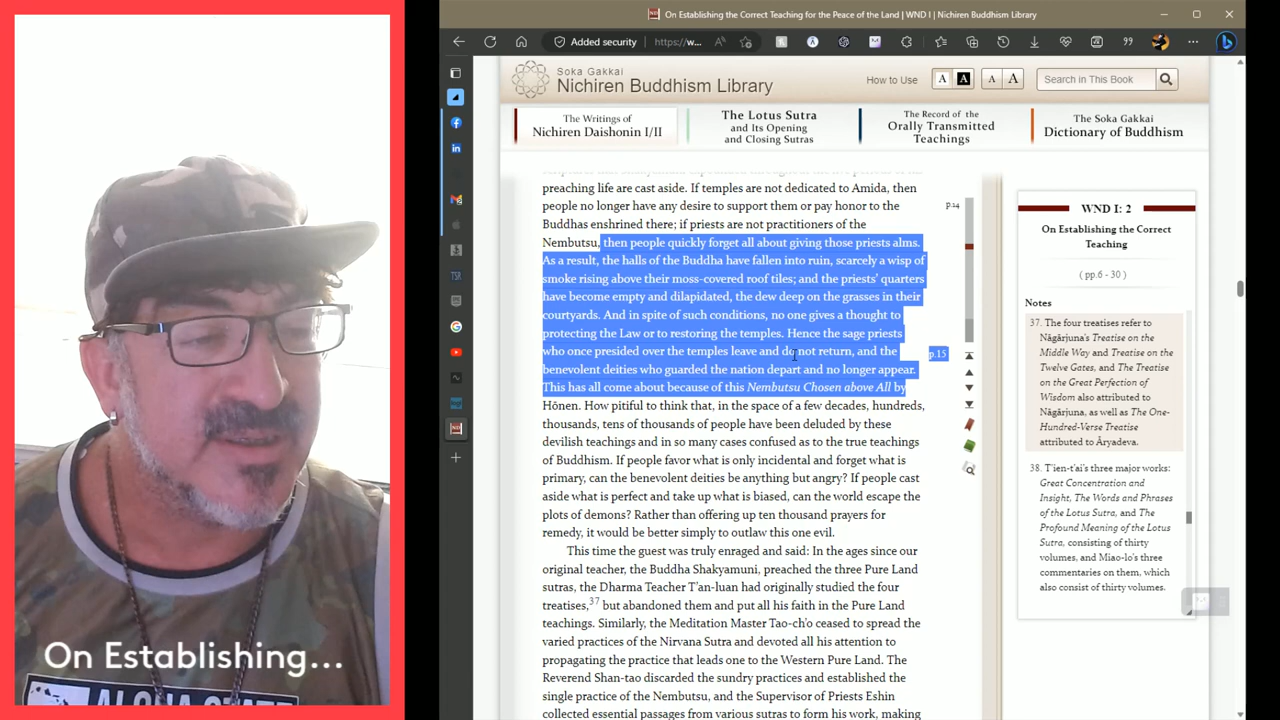 On Establishing...
ALOHA STATE
On Establishing the Correct Teaching for the Peace of the Land | WND I | Nichiren Buddhism Library
Added security
https://w...
Soka Gakkai
Nichiren Buddhism Library
How to Use
A A
A A
Search in This Book
The Writings of
Nichiren Daishonin I/II
The Lotus Sutra
and Its Opening
and Closing Sutras
The Record of the
Orally Transmitted
Teachings
The Soka Gakkai
Dictionary of Buddhism
preaching life are cast aside. If temples are not dedicated to Amida, then
people no longer have any desire to support them or pay honor to the
Buddhas enshrined there; if priests are not practitioners of the
Nembutsu, then people quickly forget all about giving those priests alms.
As a result, the halls of the Buddha have fallen into ruin, scarcely a wisp of
smoke rising above their moss-covered roof tiles; and the priests' quarters
have become empty and dilapidated, the dew deep on the grasses in their
courtyards. And in spite of such conditions, no one gives a thought to
protecting the Law or to restoring the temples. Hence the sage priests
who once presided over the temples leave and do not return, and the
benevolent deities who guarded the nation depart and no longer appear.
This has all come about because of this Nembutsu Chosen above All by
Hōnen. How pitiful to think that, in the space of a few decades, hundreds,
thousands, tens of thousands of people have been deluded by these
devilish teachings and in so many cases confused as to the true teachings
of Buddhism. If people favor what is only incidental and forget what is
primary, can the benevolent deities be anything but angry? If people cast
aside what is perfect and take up what is biased, can the world escape the
plots of demons? Rather than offering up ten thousand prayers for
remedy, it would be better simply to outlaw this one evil.
This time the guest was truly enraged and said: In the ages since our
original teacher, the Buddha Shakyamuni, preached the three Pure Land
sutras, the Dharma Teacher T'an-luan had originally studied the four
treatises,37 but abandoned them and put all his faith in the Pure Land
teachings. Similarly, the Meditation Master Tao-ch'o ceased to spread the
varied practices of the Nirvana Sutra and devoted all his attention to
propagating the practice that leads one to the Western Pure Land. The
Reverend Shan-tao discarded the sundry practices and established the
single practice of the Nembutsu, and the Supervisor of Priests Eshin
collected essential passages from various sutras to form his work, making
p.14
p.15
WND I: 2
On Establishing the Correct
Teaching
( pp.6 - 30 )
Notes
37. The four treatises refer to
Nāgārjuna's Treatise on the
Middle Way and Treatise on the
Twelve Gates, and The Treatise
on the Great Perfection of
Wisdom also attributed to
Nāgārjuna, as well as The One-
Hundred-Verse Treatise
attributed to Āryadeva.
38. T'ien-t'ai's three major works:
Great Concentration and
Insight, The Words and Phrases
of the Lotus Sutra, and The
Profound Meaning of the Lotus
Sutra, consisting of thirty
volumes, and Miao-lo's three
commentaries on them, which
also consist of thirty volumes.